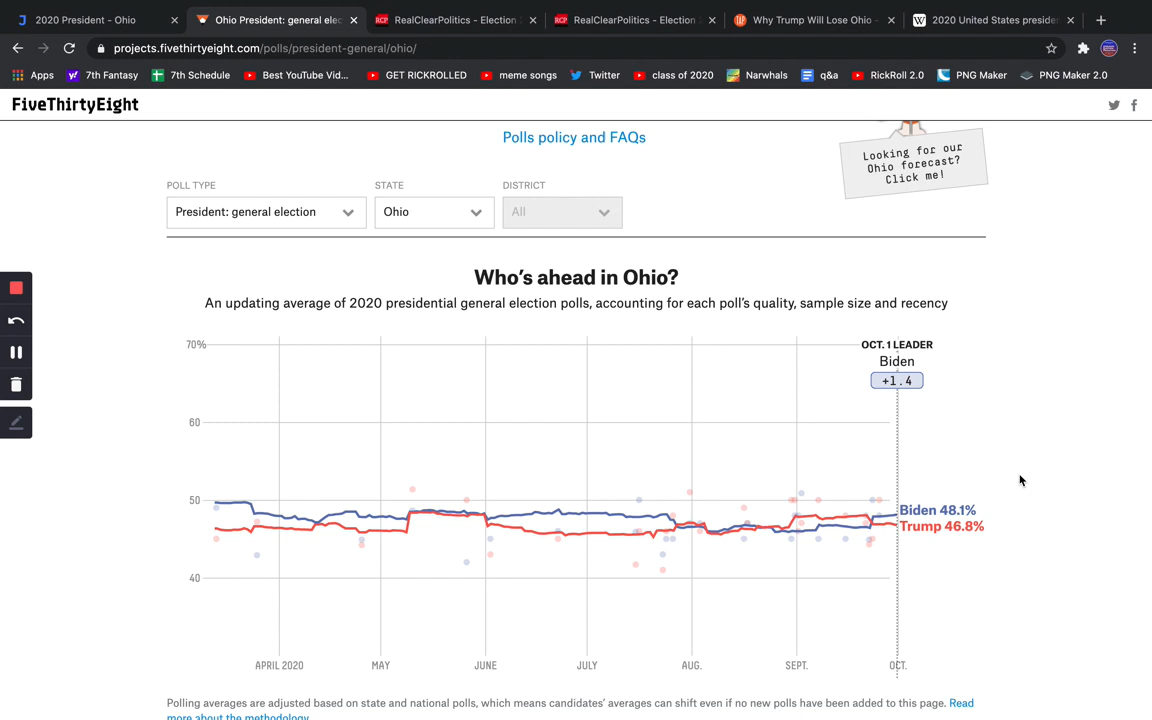 2020 President - Ohio
Ohio President: general elec
RealClearPolitics - Election
RealClearPolitics - Election
Why Trump Will Lose Ohio -
2020 United States preside
projects.fivethirtyeight.com/polls/president-general/ohio/
Apps
7th Fantasy
7th Schedule
Best YouTube Vid...
GET RICKROLLED
meme songs
Twitter
class of 2020
Narwhals
q&a
RickRoll 2.0
PNG Maker
PNG Maker 2.0
FiveThirtyEight
Polls policy and FAQs
Looking for our
Ohio forecast?
Click me!
POLL TYPE
STATE
DISTRICT
President: general election
Ohio
All
Who's ahead in Ohio?
An updating average of 2020 presidential general election polls, accounting for each poll's quality, sample size and recency
70%
OCT. 1 LEADER
Biden
+1.4
60
50
Biden 48.1%
Trump 46.8%
40
APRIL 2020
MAY
JUNE
JULY
AUG.
SEPT.
OCT.
Polling averages are adjusted based on state and national polls, which means candidates' averages can shift even if no new polls have been added to this page. Read
more about the methodology.